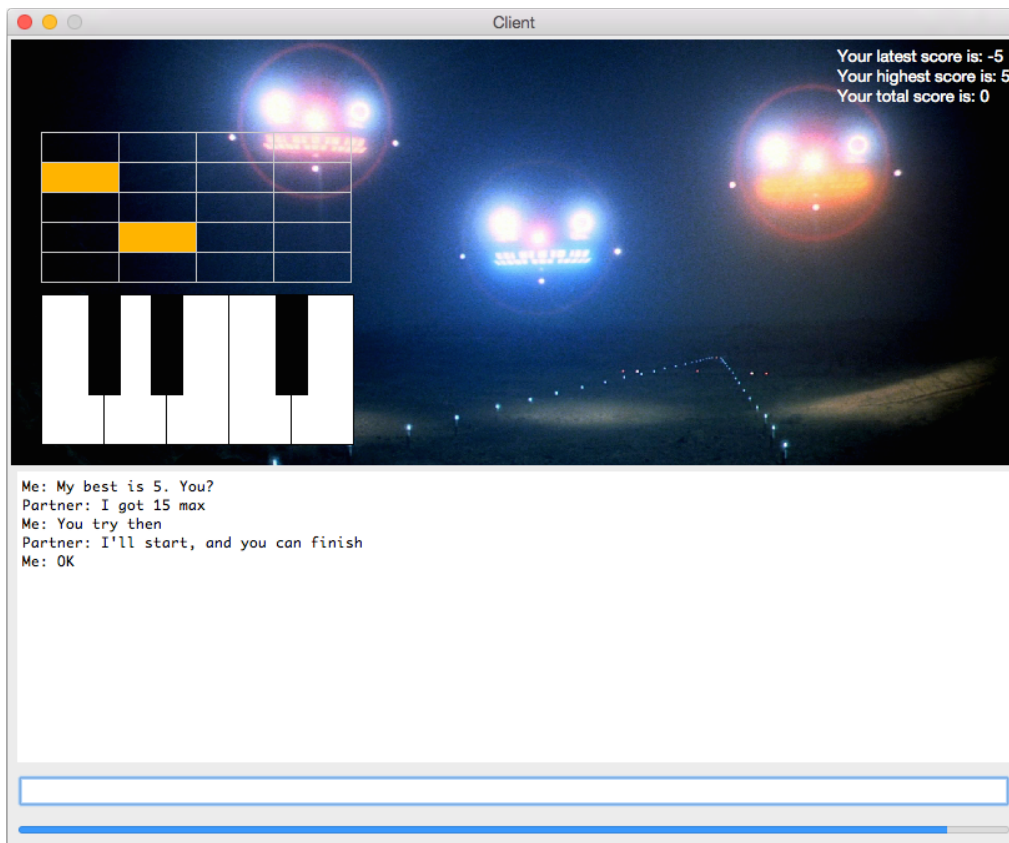 Client
Your latest score is: -5
Your highest score is: 5
Your total score is: 0
Me: My best is 5. You?
Partner: I got 15 max
Me: You try then
Partner: I'll start, and you can finish
Me: OK